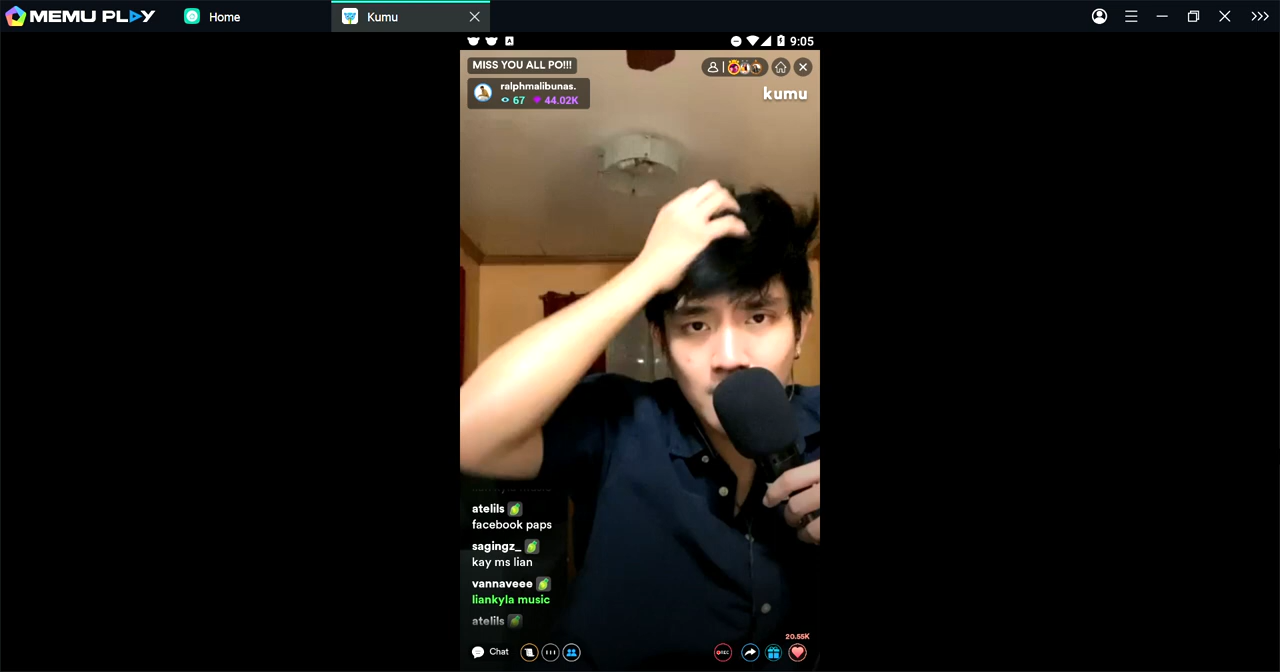 MEMU PLAY
Home
Kumu
A
9:05
MISS YOU ALL PO!!!
ralphmalibunas.
67 44.02K
kumu
atelils
facebook paps
sagingz_
kay ms lian
vannaveee
liankyla music
atelils
20.55K
Chat
REC